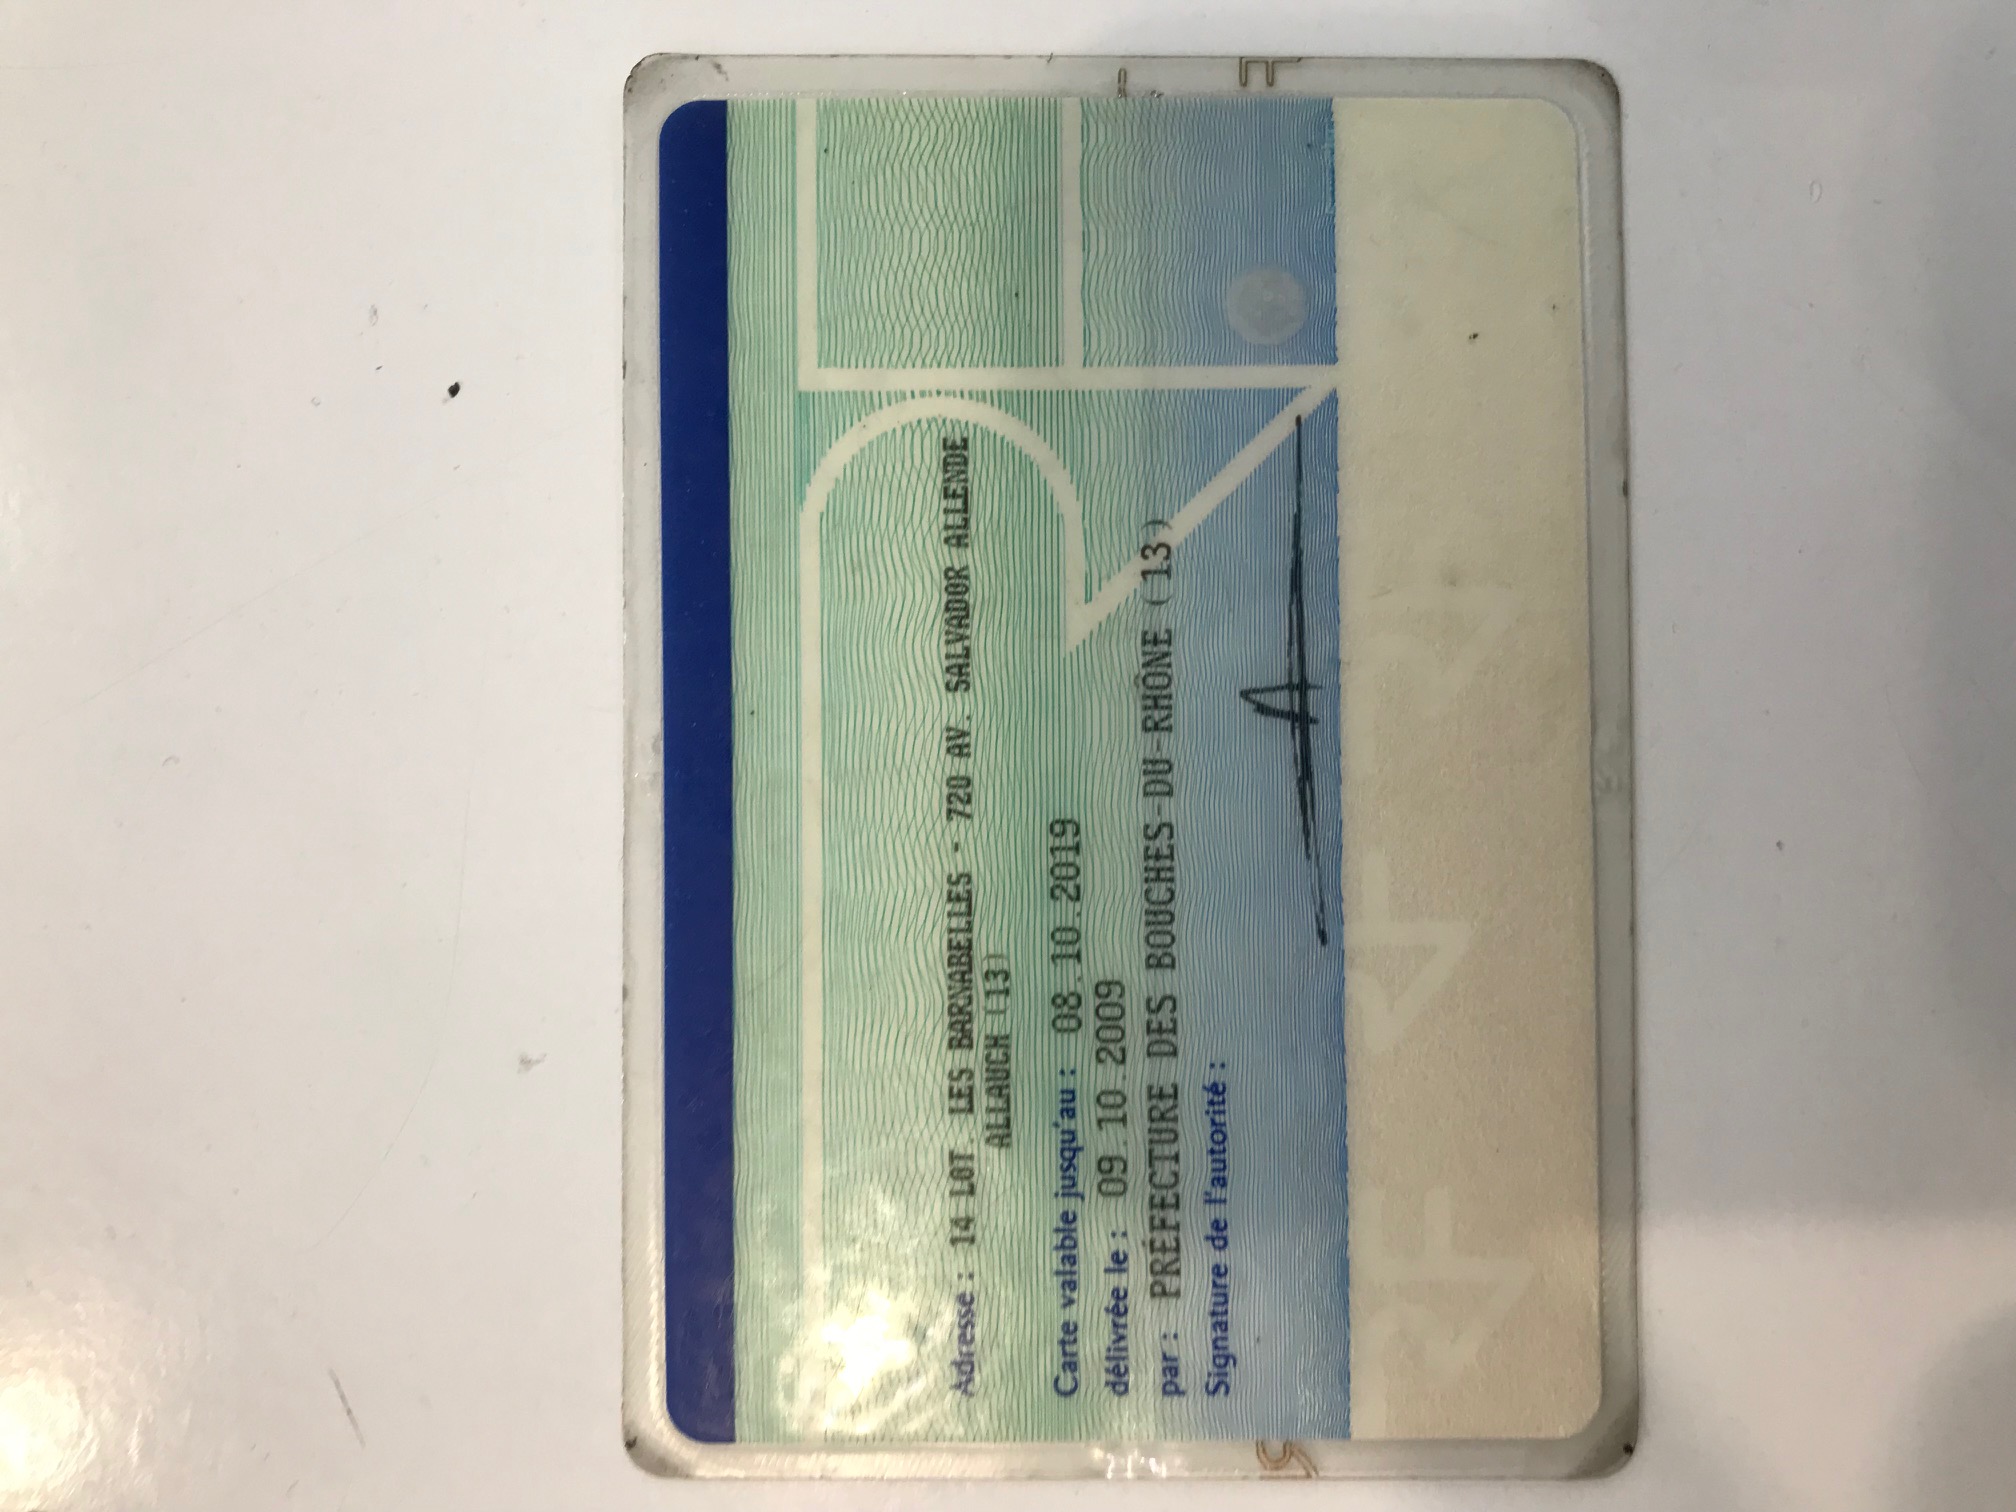 Adresse : 14 LOT. LES BARNABELLES - 720 AV. SALVADOR ALLENDE
ALLAUCH (13)
Carte valable jusqu'au : 08.10.2019
délivrée le : 09.10.2009
par : PRÉFECTURE DES BOUCHES-DU-RHÔNE (13)
Signature de l'autorité :
RF